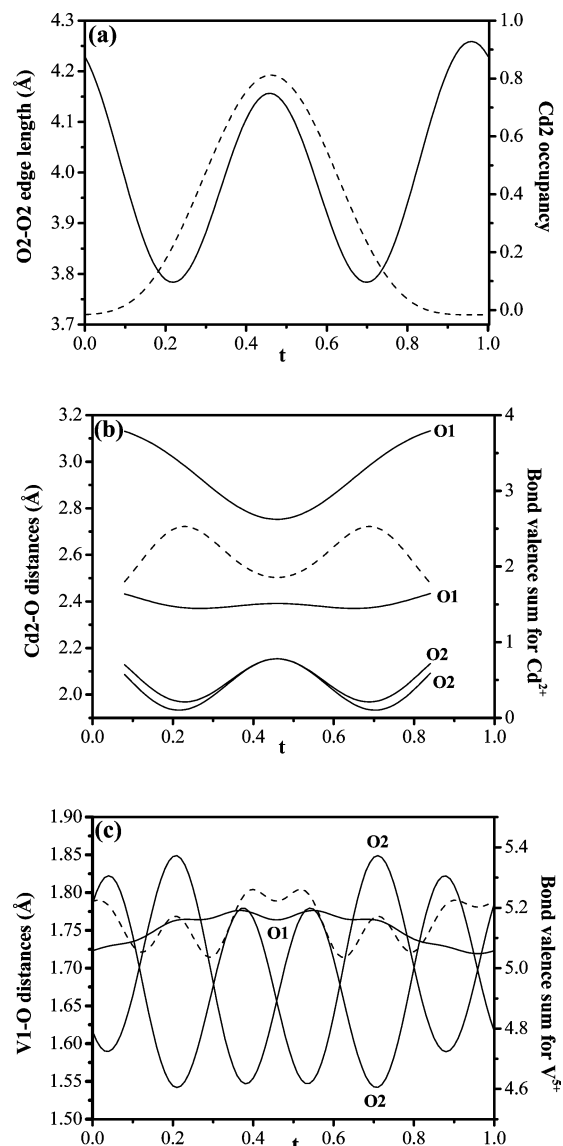 (a)
4.3
4.2
4.1
4.0
3.9
3.8
3.7
O2-O2 edge length (Å)
1.0
0.8
0.6
0.4
0.2
0.0
Cd2 occupancy
0.0 0.2 0.4 0.6 0.8 1.0
t
(b)
3.2
3.0
2.8
2.6
2.4
2.2
2.0
Cd2-O distances (Å)
O1
O1
O2
O2
4
3
2
1
0
Bond valence sum for Cd2+
0.0 0.2 0.4 0.6 0.8 1.0
t
(c)
1.90
1.85
1.80
1.75
1.70
1.65
1.60
1.55
1.50
V1-O distances (Å)
O2
O1
O2
5.4
5.2
5.0
4.8
4.6
Bond valence sum for V5+
0.0 0.2 0.4 0.6 0.8 1.0
t